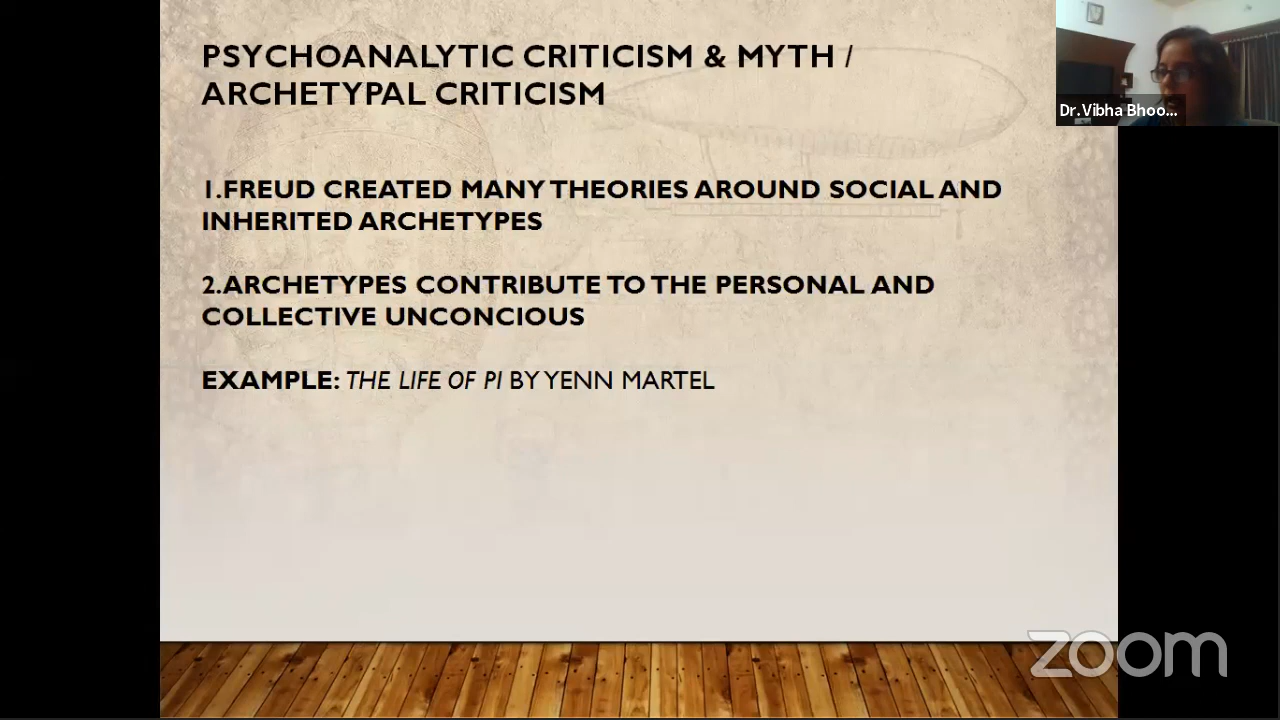 PSYCHOANALYTIC CRITICISM & MYTH /
ARCHETYPAL CRITICISM
1.FREUD CREATED MANY THEORIES AROUND SOCIAL AND
INHERITED ARCHETYPES
2.ARCHETYPES CONTRIBUTE TO THE PERSONAL AND
COLLECTIVE UNCONCIOUS
EXAMPLE: THE LIFE OF PI BY YENN MARTEL
Dr.Vibha Bhoo...
zoom